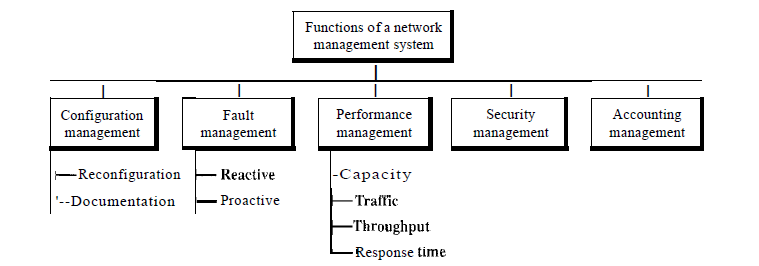 Functions of a network
management system
Configuration
management
Fault
management
Performance
management
Security
management
Accounting
management
Reconfiguration
Documentation
Reactive
Proactive
Capacity
Traffic
Throughput
Response time